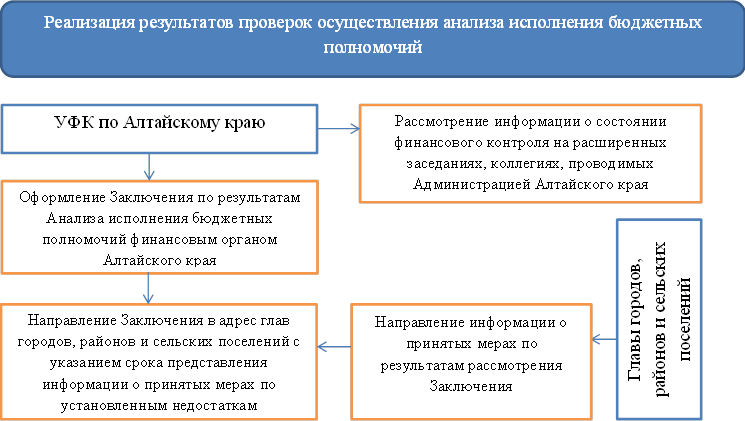 Реализация результатов проверок осуществления анализа исполнения бюджетных
полномочий
УФК по Алтайскому краю
Рассмотрение информации о состоянии
финансового контроля на расширенных
заседаниях, коллегиях, проводимых
Администрацией Алтайского края
Оформление Заключения по результатам
Анализа исполнения бюджетных
полномочий финансовым органом
Алтайского края
Направление Заключения в адрес глав
городов, районов и сельских поселений с
указанием срока представления
информации о принятых мерах по
установленным недостаткам
Направление информации о
принятых мерах по
результатам рассмотрения
Заключения
Главы городов,
районов и сельских
поселений